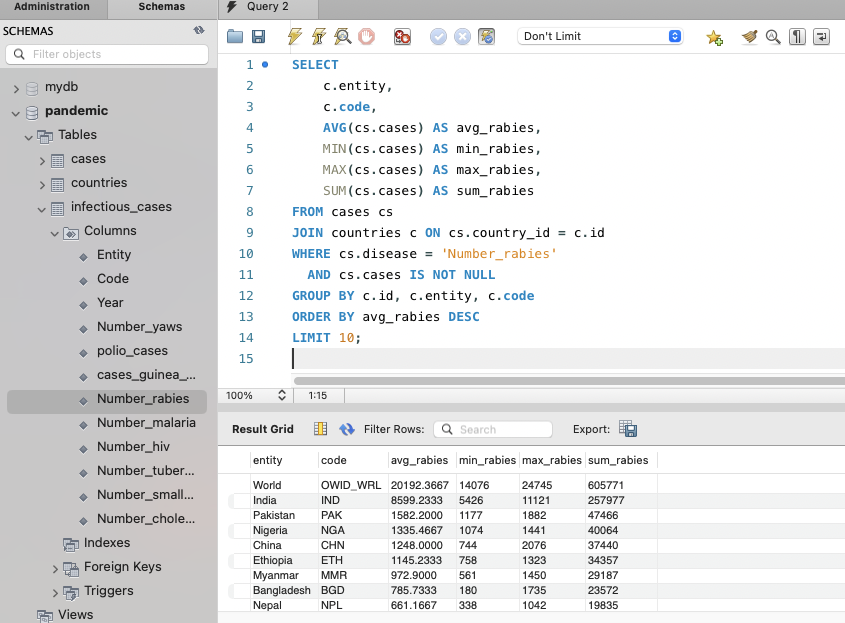 Administration Schemas Query 2
SCHEMAS
Filter objects
mydb
pandemic
Tables
cases
countries
infectious_cases
Columns
Entity
Code
Year
Number_yaws
polio_cases
cases_guinea_...
Number_rabies
Number_malaria
Number_hiv
Number_tuber...
Number_small...
Number_chole...
Indexes
Foreign Keys
Triggers
Views
Don't Limit
1 SELECT
2 c.entity,
3 c.code,
4 AVG(cs.cases) AS avg_rabies,
5 MIN(cs.cases) AS min_rabies,
6 MAX(cs.cases) AS max_rabies,
7 SUM(cs.cases) AS sum_rabies
8 FROM cases cs
9 JOIN countries c ON cs.country_id = c.id
10 WHERE cs.disease = 'Number_rabies'
11 AND cs.cases IS NOT NULL
12 GROUP BY c.id, c.entity, c.code
13 ORDER BY avg_rabies DESC
14 LIMIT 10;
15
100% 1:15
Result Grid Filter Rows: Search Export:
entity code avg_rabies min_rabies max_rabies sum_rabies
World OWID_WRL 20192.3667 14076 24745 605771
India IND 8599.2333 5426 11121 257977
Pakistan PAK 1582.2000 1177 1882 47466
Nigeria NGA 1335.4667 1074 1441 40064
China CHN 1248.0000 744 2076 37440
Ethiopia ETH 1145.2333 758 1323 34357
Myanmar MMR 972.9000 561 1450 29187
Bangladesh BGD 785.7333 180 1735 23572
Nepal NPL 661.1667 338 1042 19835